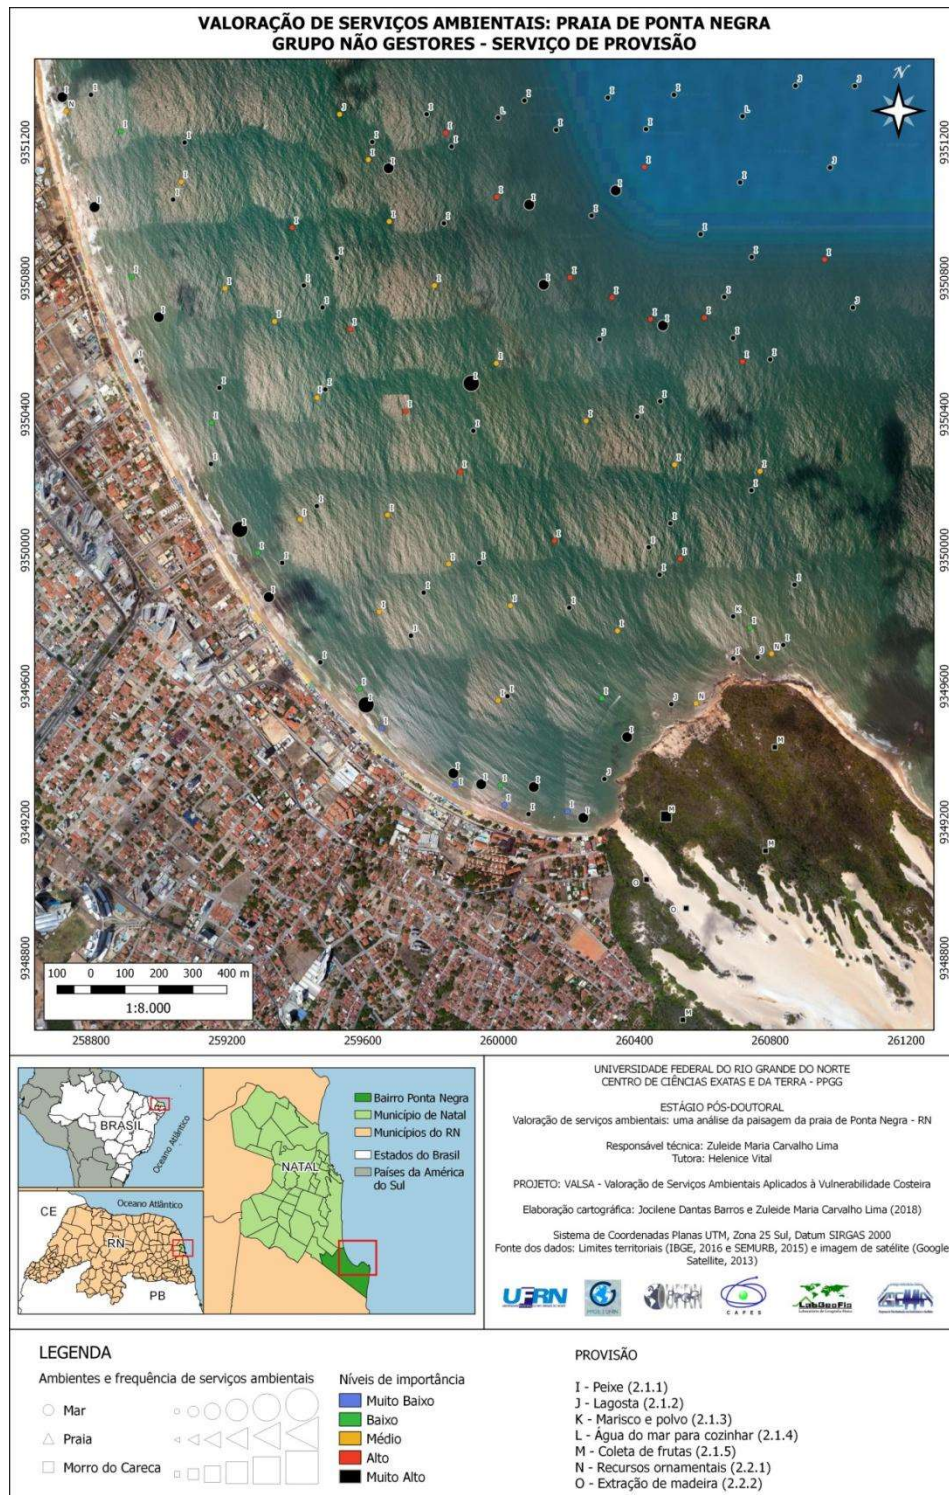 VALORAÇÃO DE SERVIÇOS AMBIENTAIS: PRAIA DE PONTA NEGRA
GRUPO NÃO GESTORES - SERVIÇO DE PROVISÃO
N
9351200
9350800
9350400
9350000
9349600
9349200
9348800
9351200
9350800
9350400
9350000
9349600
9349200
9348800
100 0 100 200 300 400 m
1:8.000
258800 259200 259600 260000 260400 260800 261200
BRASIL
Oceano Atlântico
Oceano Atlântico
CE
RN
PB
NATAL
Bairro Ponta Negra
Município de Natal
Municípios do RN
Estados do Brasil
Países da América
do Sul
UNIVERSIDADE FEDERAL DO RIO GRANDE DO NORTE
CENTRO DE CIÊNCIAS EXATAS E DA TERRA - PPGG
ESTÁGIO PÓS-DOUTORAL
Valoração de serviços ambientais: uma análise da paisagem da praia de Ponta Negra - RN
Responsável técnica: Zuleide Maria Carvalho Lima
Tutora: Helenice Vital
PROJETO: VALSA - Valoração de Serviços Ambientais Aplicados à Vulnerabilidade Costeira
Elaboração cartográfica: Jocilene Dantas Barros e Zuleide Maria Carvalho Lima (2018)
Sistema de Coordenadas Planas UTM, Zona 25 Sul, Datum SIRGAS 2000
Fonte dos dados: Limites territoriais (IBGE, 2016 e SEMURB, 2015) e imagem de satélite (Google
Satellite, 2013)
UFRN
CAPES
LabGeoFis
LEGENDA
Ambientes e frequência de serviços ambientais
Mar
Praia
Morro do Careca
Níveis de importância
Muito Baixo
Baixo
Médio
Alto
Muito Alto
PROVISÃO
I - Peixe (2.1.1)
J - Lagosta (2.1.2)
K - Marisco e polvo (2.1.3)
L - Água do mar para cozinhar (2.1.4)
M - Coleta de frutas (2.1.5)
N - Recursos ornamentais (2.2.1)
O - Extração de madeira (2.2.2)